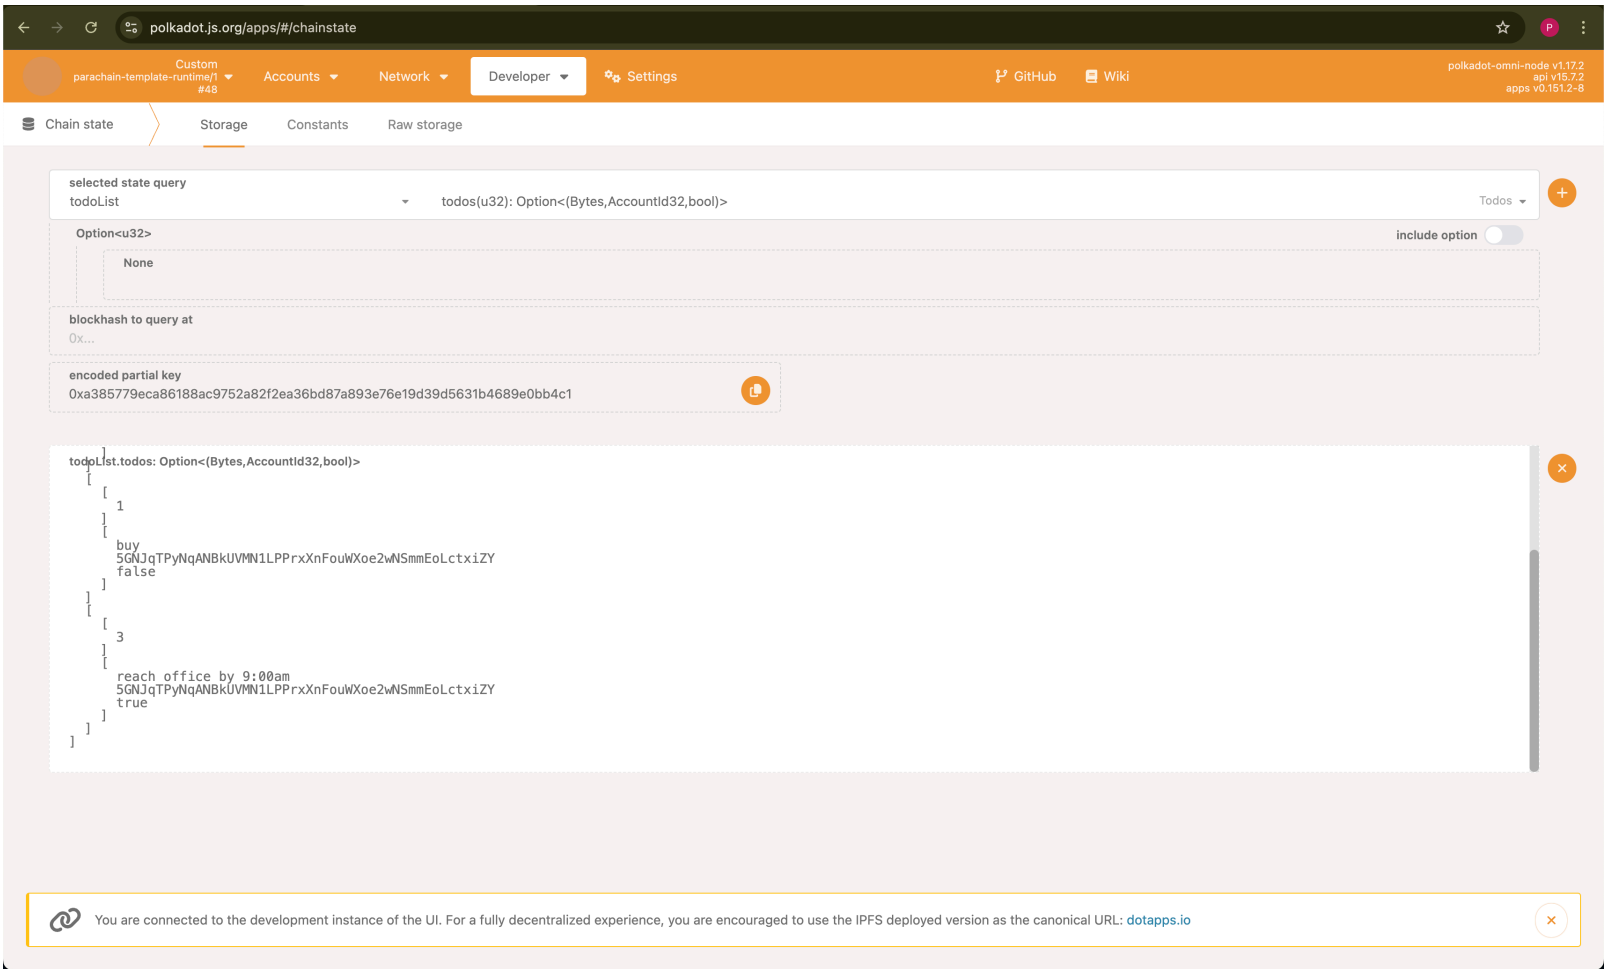 polkadot.js.org/apps/#/chainstate
P
Custom
parachain-template-runtime/1
#48
Accounts
Network
Developer
Settings
GitHub
Wiki
polkadot-omni-node v1.17.2
api v15.7.2
apps v0.151.2-8
Chain state
Storage
Constants
Raw storage
selected state query
todoList
todos(u32): Option<(Bytes,AccountId32,bool)>
Todos
Option<u32>
include option
None
blockhash to query at
0x...
encoded partial key
0xa385779eca86188ac9752a82f2ea36bd87a893e76e19d39d5631b4689e0bb4c1
todoList.todos: Option<(Bytes,AccountId32,bool)>
]
]
[
[
1
]
[
buy
5GNJqTPyNqANBkUVMN1LPPrxXnFouWXoe2wNSmmEoLctxiZY
false
]
]
[
[
3
]
[
reach office by 9:00am
5GNJqTPyNqANBkUVMN1LPPrxXnFouWXoe2wNSmmEoLctxiZY
true
]
]
]
You are connected to the development instance of the UI. For a fully decentralized experience, you are encouraged to use the IPFS deployed version as the canonical URL: dotapps.io